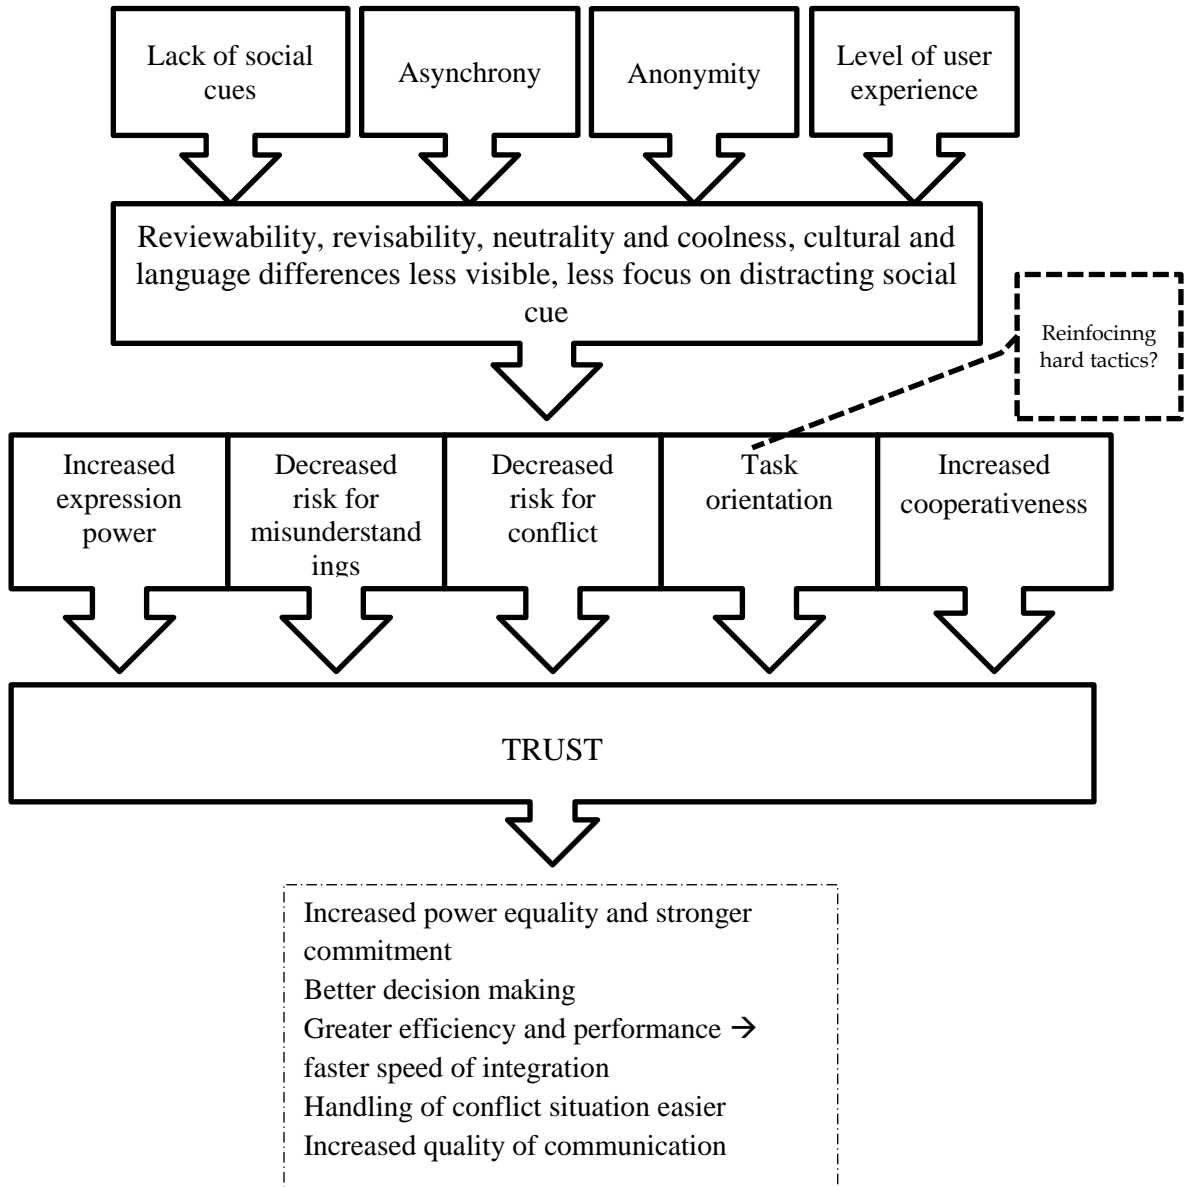 Lack of social
cues
Asynchrony
Anonymity
Level of user
experience
Reviewability, revisability, neutrality and coolness, cultural and
language differences less visible, less focus on distracting social
cue
Reinfocinng
hard tactics?
Increased
expression
power
Decreased
risk for
misunderstand
ings
Decreased
risk for
conflict
Task
orientation
Increased
cooperativeness
TRUST
Increased power equality and stronger
commitment
Better decision making
Greater efficiency and performance →
faster speed of integration
Handling of conflict situation easier
Increased quality of communication